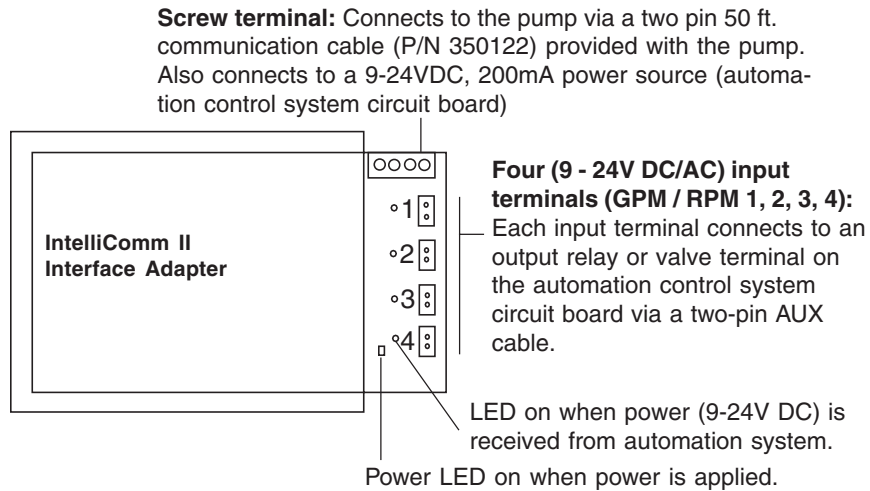 Screw terminal: Connects to the pump via a two pin 50 ft.
communication cable (P/N 350122) provided with the pump.
Also connects to a 9-24VDC, 200mA power source (automa-
tion control system circuit board)
IntelliComm II
Interface Adapter
1
2
3
4
Four (9 - 24V DC/AC) input
terminals (GPM / RPM 1, 2, 3, 4):
Each input terminal connects to an
output relay or valve terminal on
the automation control system
circuit board via a two-pin AUX
cable.
LED on when power (9-24V DC) is
received from automation system.
Power LED on when power is applied.